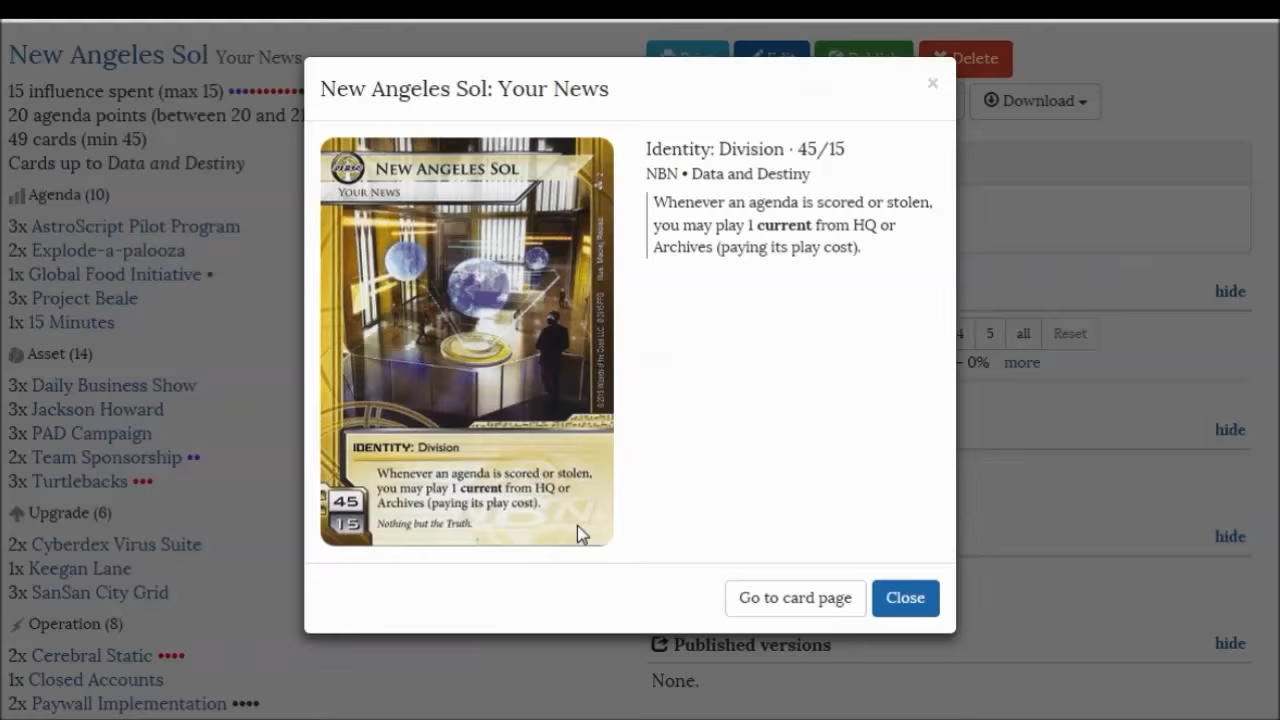 New Angeles Sol Your News
15 influence spent (max 15)
20 agenda points (between 20 and 21
49 cards (min 45)
Cards up to Data and Destiny
Agenda (10)
3x AstroScript Pilot Program
2x Explode-a-palooza
1x Global Food Initiative •
3x Project Beale
1x 15 Minutes
Asset (14)
3x Daily Business Show
3x Jackson Howard
3x PAD Campaign
2x Team Sponsorship ••
3x Turtlebacks •••
Upgrade (6)
2x Cyberdex Virus Suite
1x Keegan Lane
3x SanSan City Grid
Operation (8)
2x Cerebral Static ••••
1x Closed Accounts
2x Paywall Implementation ••••
New Angeles Sol: Your News
×
NEW ANGELES SOL
YOUR NEWS
IDENTITY: Division
Whenever an agenda is scored or stolen,
you may play 1 current from HQ or
Archives (paying its play cost).
Nothing but the Truth.
45
15
Identity: Division · 45/15
NBN • Data and Destiny
Whenever an agenda is scored or stolen,
you may play 1 current from HQ or
Archives (paying its play cost).
Go to card page
Close
Delete
Download
hide
4 5 all Reset
– 0% more
hide
hide
Published versions
hide
None.